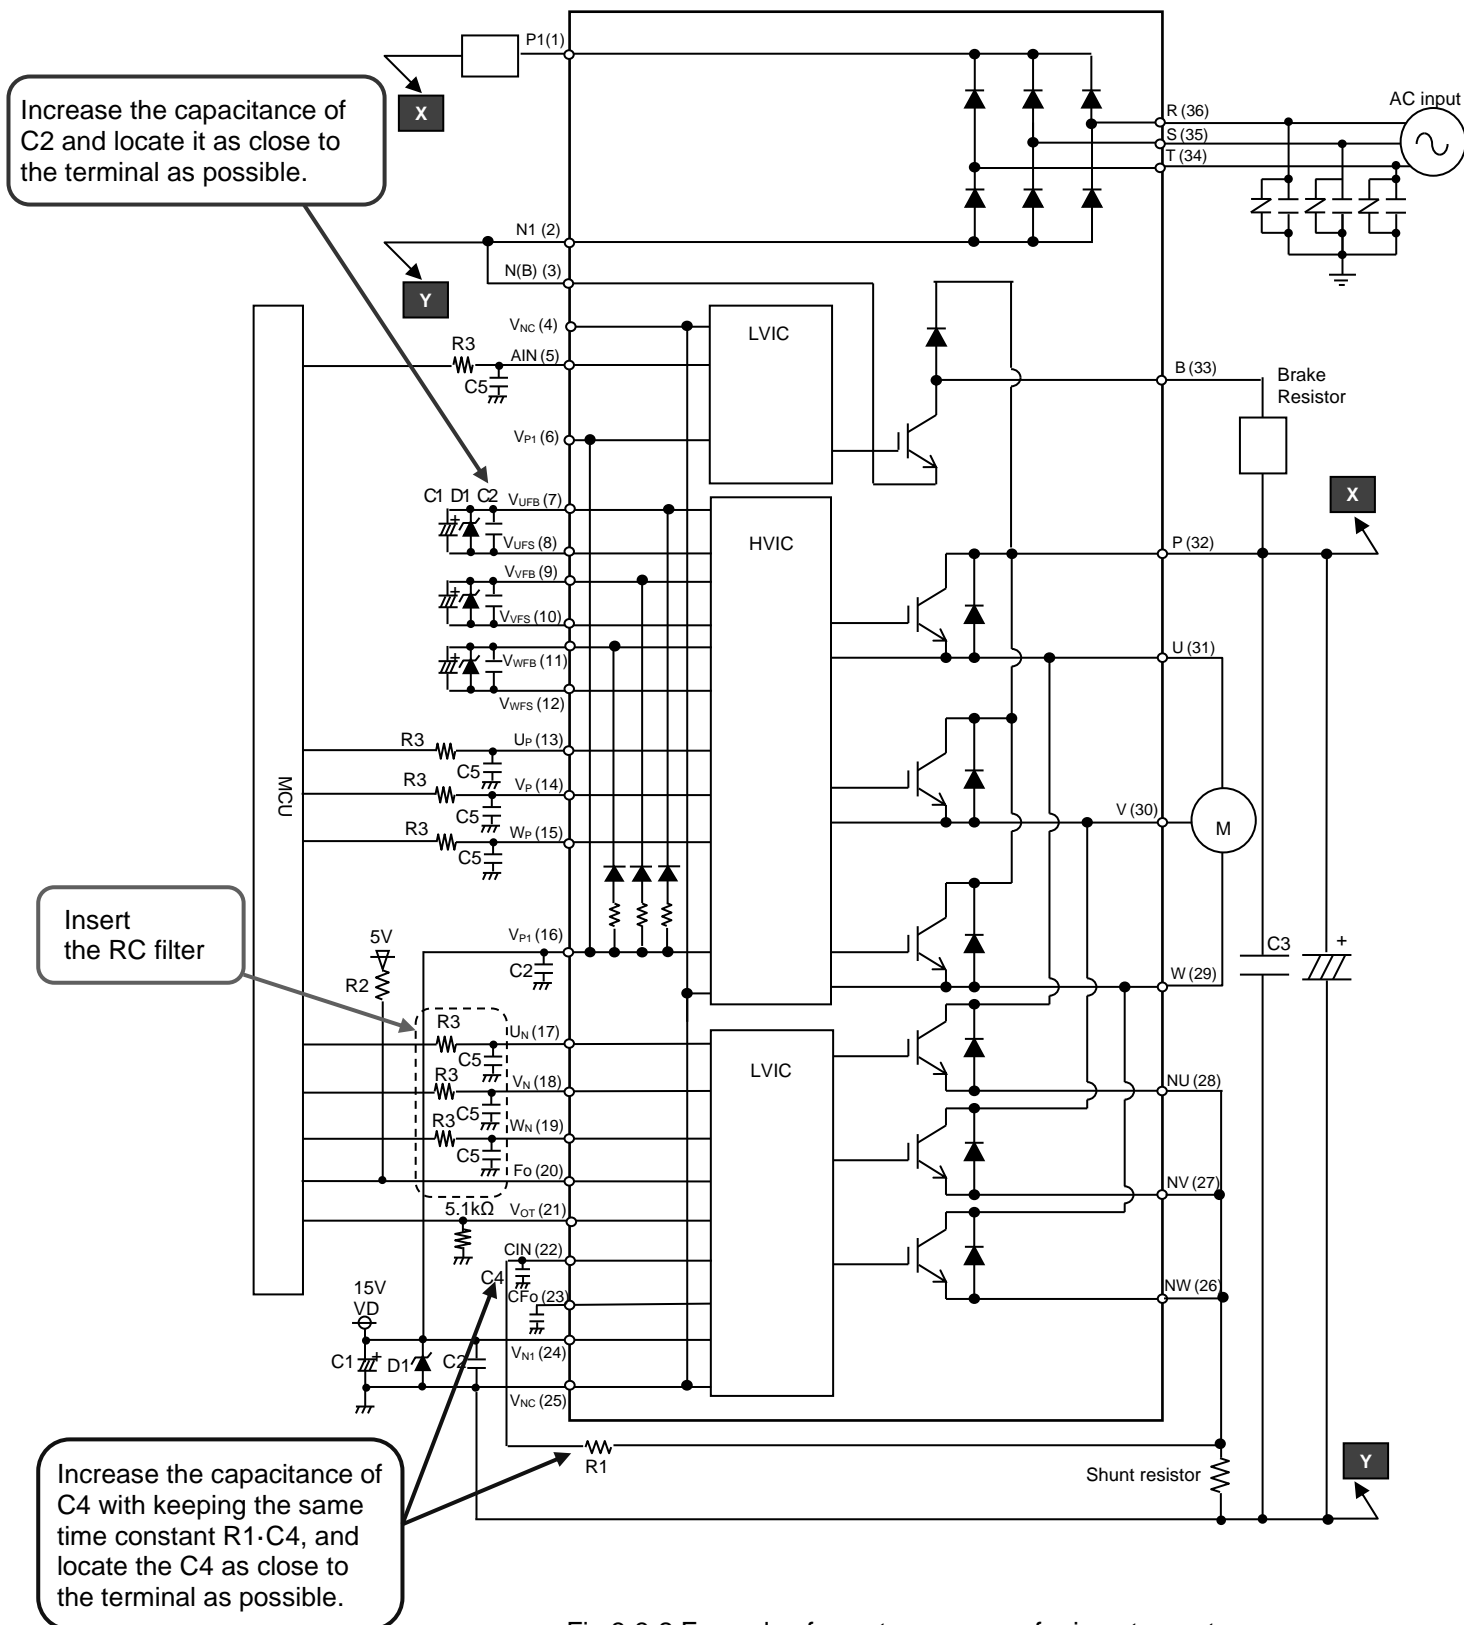 P1(1)
X
Increase the capacitance of
C2 and locate it as close to
the terminal as possible.
AC input
R (36)
S (35)
T (34)
N1 (2)
N(B) (3)
Y
VNC (4)
LVIC
R3
AIN (5)
C5
B (33)
Brake
Resistor
VP1 (6)
X
C1 D1 C2
VUFB (7)
+
VUFS (8)
HVIC
P (32)
VVFB (9)
+
VVFS (10)
U (31)
+
VWFB (11)
VWFS (12)
MCU
R3
UP (13)
C5
R3
VP (14)
C5
R3
WP (15)
C5
V (30)
M
Insert
the RC filter
5V
R2
VP1 (16)
C2
C3
+
W (29)
R3
UN (17)
C5
LVIC
R3
VN (18)
C5
NU (28)
R3
WN (19)
C5
Fo (20)
NV (27)
5.1kΩ
VOT (21)
CIN (22)
C4
CFo (23)
NW (26)
15V
VD
C1
+
D1
C2
VN1 (24)
VNC (25)
R1
Increase the capacitance of
C4 with keeping the same
time constant R1·C4, and
locate the C4 as close to
the terminal as possible.
Shunt resistor
Y